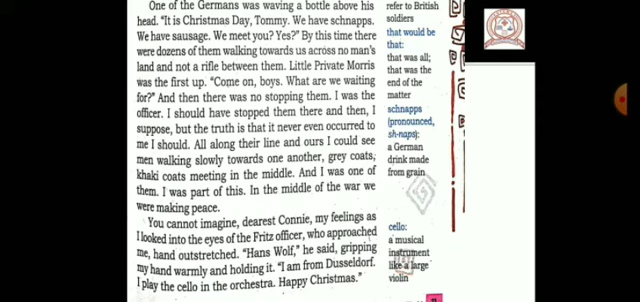 One of the Germans was waving a bottle above his
head. "It is Christmas Day, Tommy. We have schnapps.
We have sausage. We meet you? Yes?" By this time there
were dozens of them walking towards us across no man's
land and not a rifle between them. Little Private Morris
was the first up. "Come on, boys. What are we waiting
for?" And then there was no stopping them. I was the
officer. I should have stopped them there and then, I
suppose, but the truth is that it never even occurred to
me I should. All along their line and ours I could see
men walking slowly towards one another, grey coats,
khaki coats meeting in the middle. And I was one of
them. I was part of this. In the middle of the war we
were making peace.
You cannot imagine, dearest Connie, my feelings as
I looked into the eyes of the Fritz officer, who approached
me, hand outstretched. "Hans Wolf," he said, gripping
my hand warmly and holding it. "I am from Dusseldorf.
I play the cello in the orchestra. Happy Christmas."
refer to British
soldiers
that would be
that:
that was all;
that was the
end of the
matter
schnapps
(pronounced,
sh-naps):
a German
drink made
from grain
cello:
a musical
instrument
like a large
violin